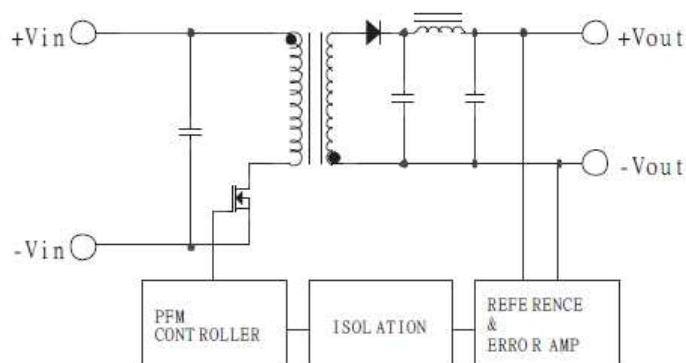 +Vin
+Vout
-Vout
-Vin
PFM
CONTROLLER
ISOLATION
REFERENCE
&
ERROR AMP